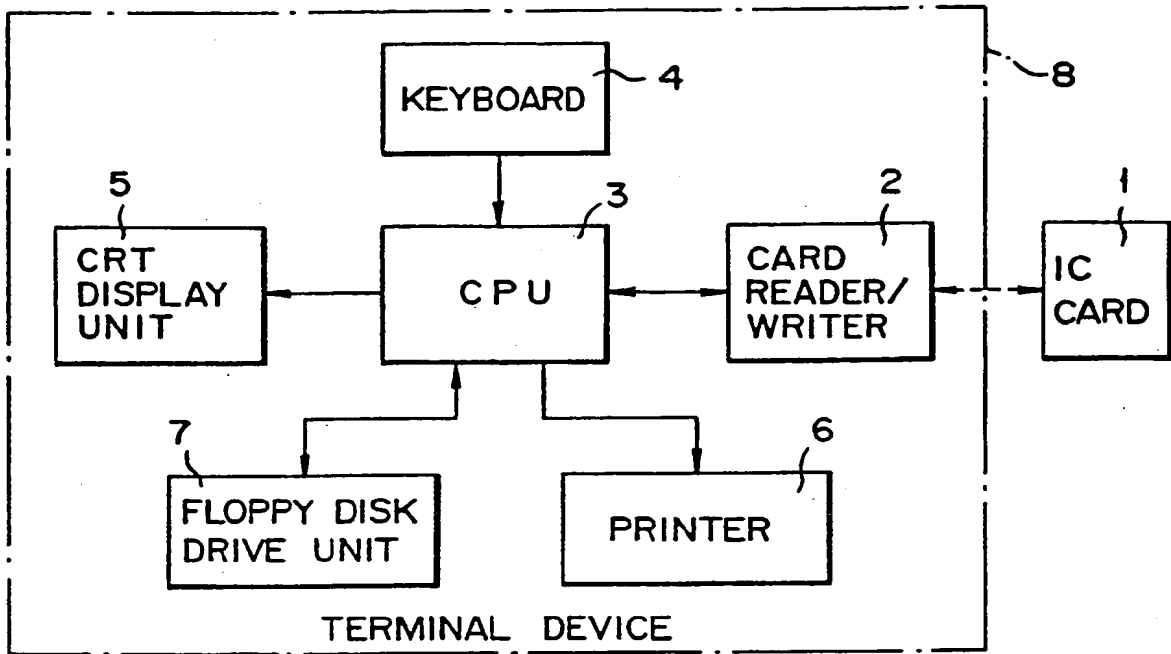 4
8
KEYBOARD
5
3
2
1
CRT
DISPLAY
UNIT
CPU
CARD
READER/
WRITER
IC
CARD
7
6
FLOPPY DISK
DRIVE UNIT
PRINTER
TERMINAL DEVICE